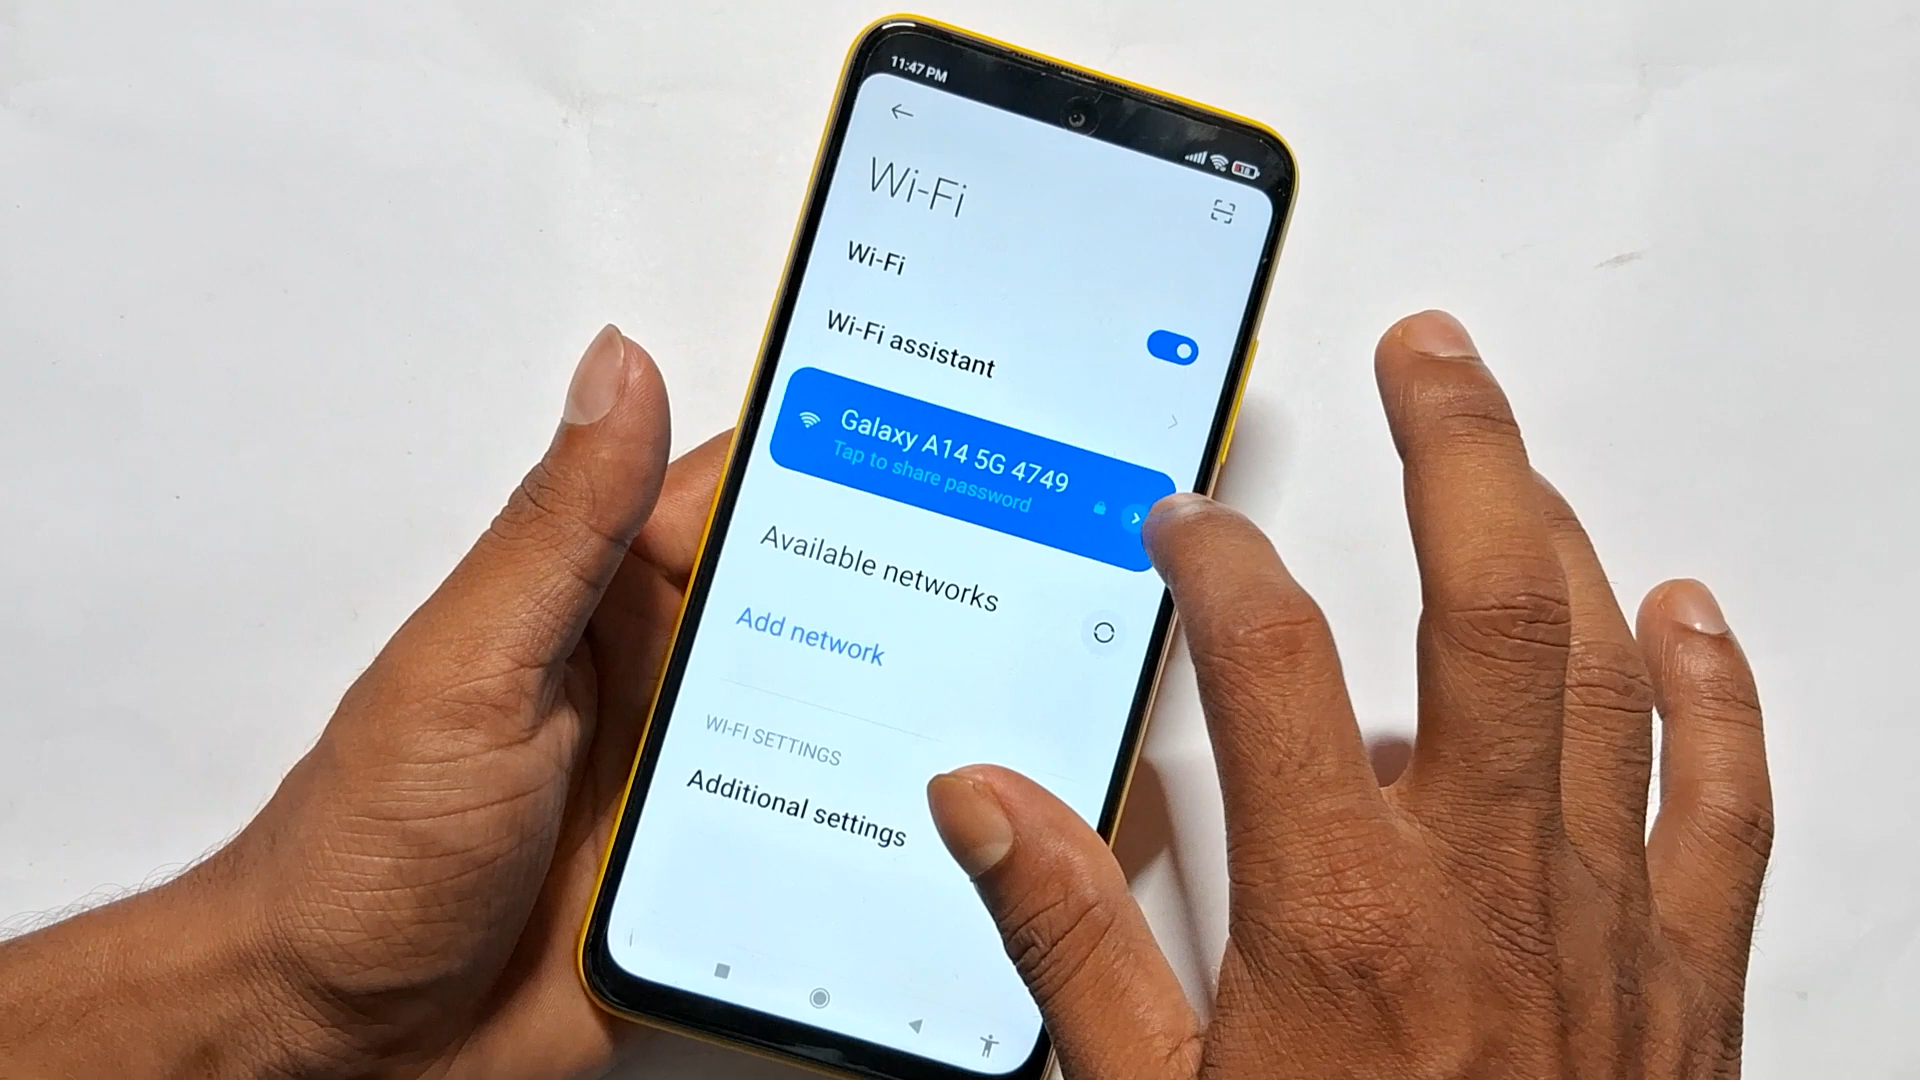 11:47 PM
18
Wi-Fi
Wi-Fi
Wi-Fi assistant
Galaxy A14 5G 4749
Tap to share password
Available networks
Add network
WI-FI SETTINGS
Additional settings